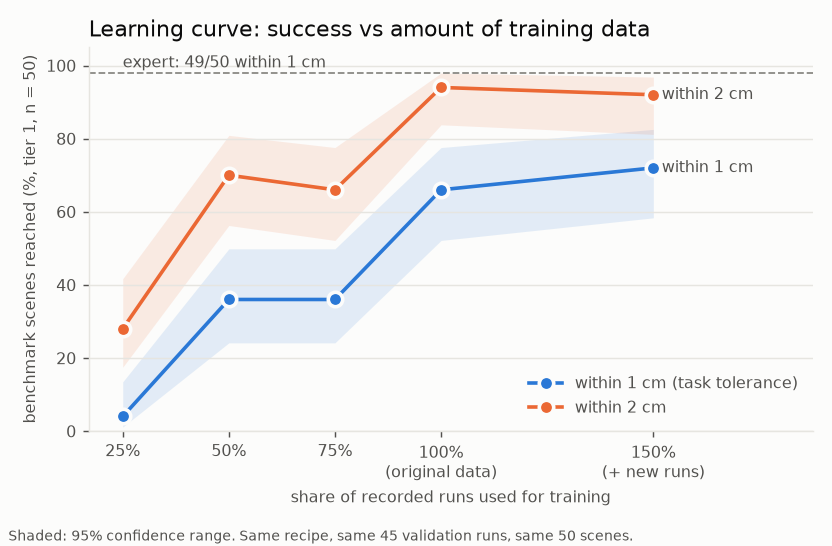 Learning curve: success vs amount of training data
expert: 49/50 within 1 cm
benchmark scenes reached (%, tier 1, n = 50)
100
80
60
40
20
0
within 2 cm
within 1 cm
within 1 cm (task tolerance)
within 2 cm
25%
50%
75%
100%
(original data)
150%
(+ new runs)
share of recorded runs used for training
Shaded: 95% confidence range. Same recipe, same 45 validation runs, same 50 scenes.